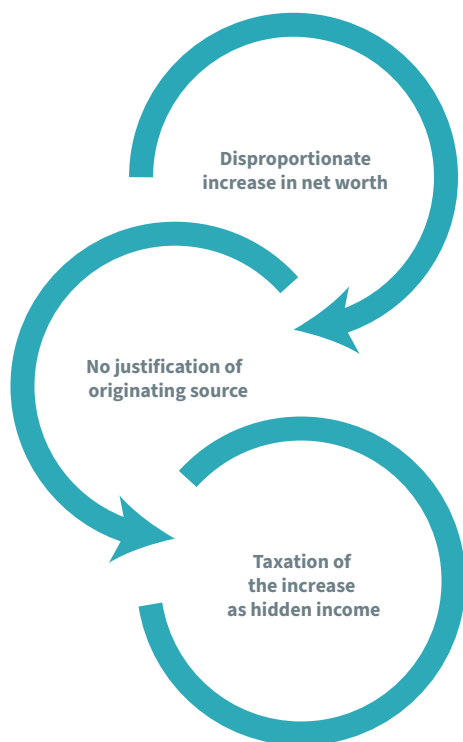 Disproportionate
increase in net worth
No justification of
originating source
Taxation of
the increase
as hidden income